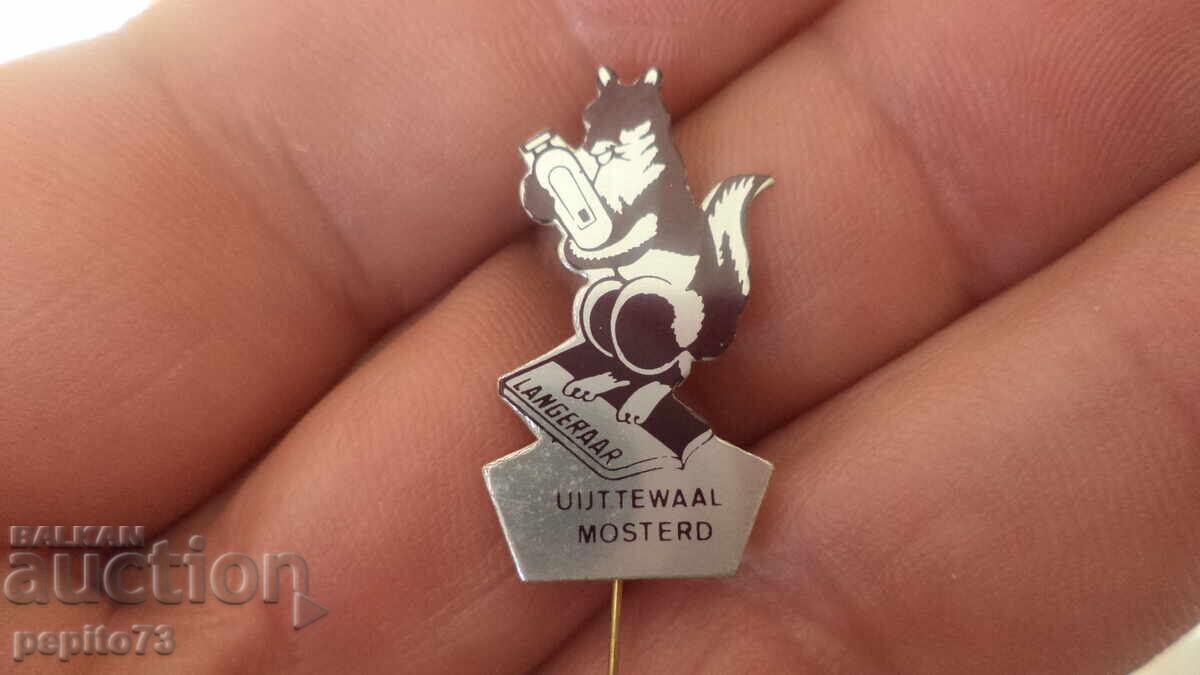 LANGERAAR
UIJTTEWAAL
MOSTERD
BALKAN
auction
pepito73